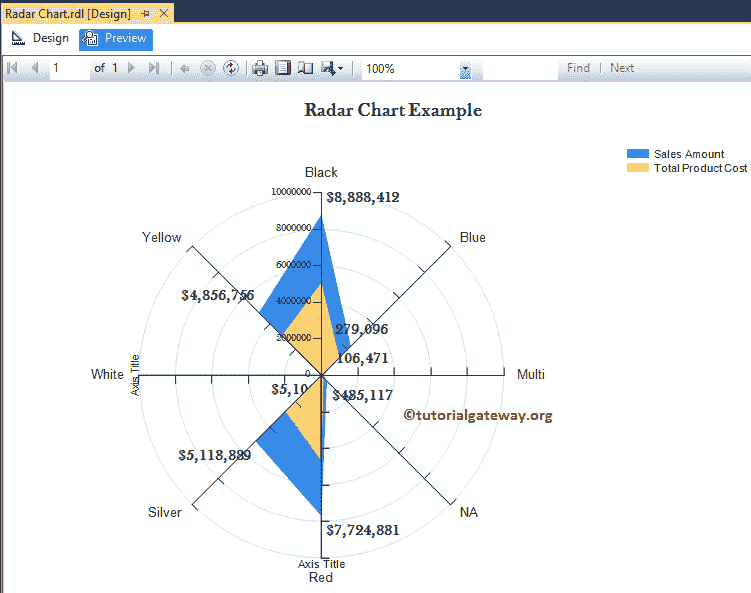 Radar Chart.rdl [Design]
Design
Preview
1
of 1
100%
Find
Next
Radar Chart Example
Sales Amount
Total Product Cost
Black
10000000
$8,888,412
8000000
Yellow
Blue
6000000
$4,856,756
4000000
279,096
2000000
106,471
White
Axis Title
0
Multi
$5,10
$435,117
©tutorialgateway.org
$5,118,889
Silver
NA
$7,724,881
Axis Title
Red